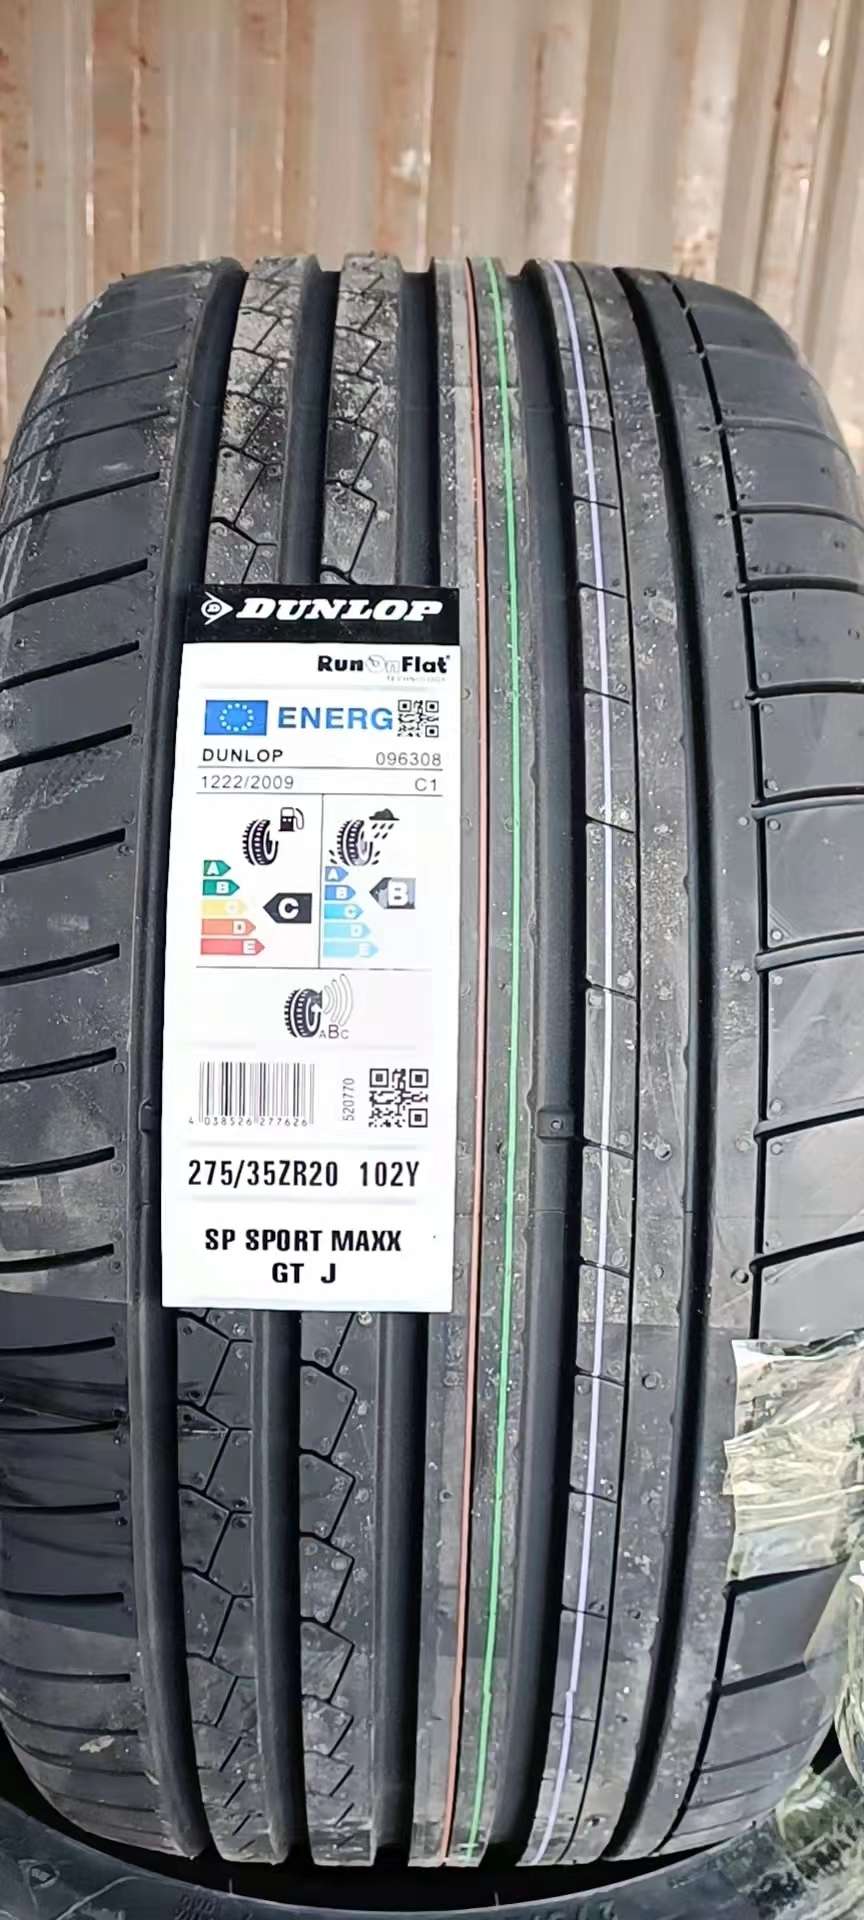 DUNLOP
RunOnFlat
TECHNOLOGY
ENERG
DUNLOP 096308
1222/2009 C1
A
B
C
D
E
C
A
B
C
D
E
B
ABC
4 038526 277626
520770
275/35ZR20 102Y
SP SPORT MAXX
GT J